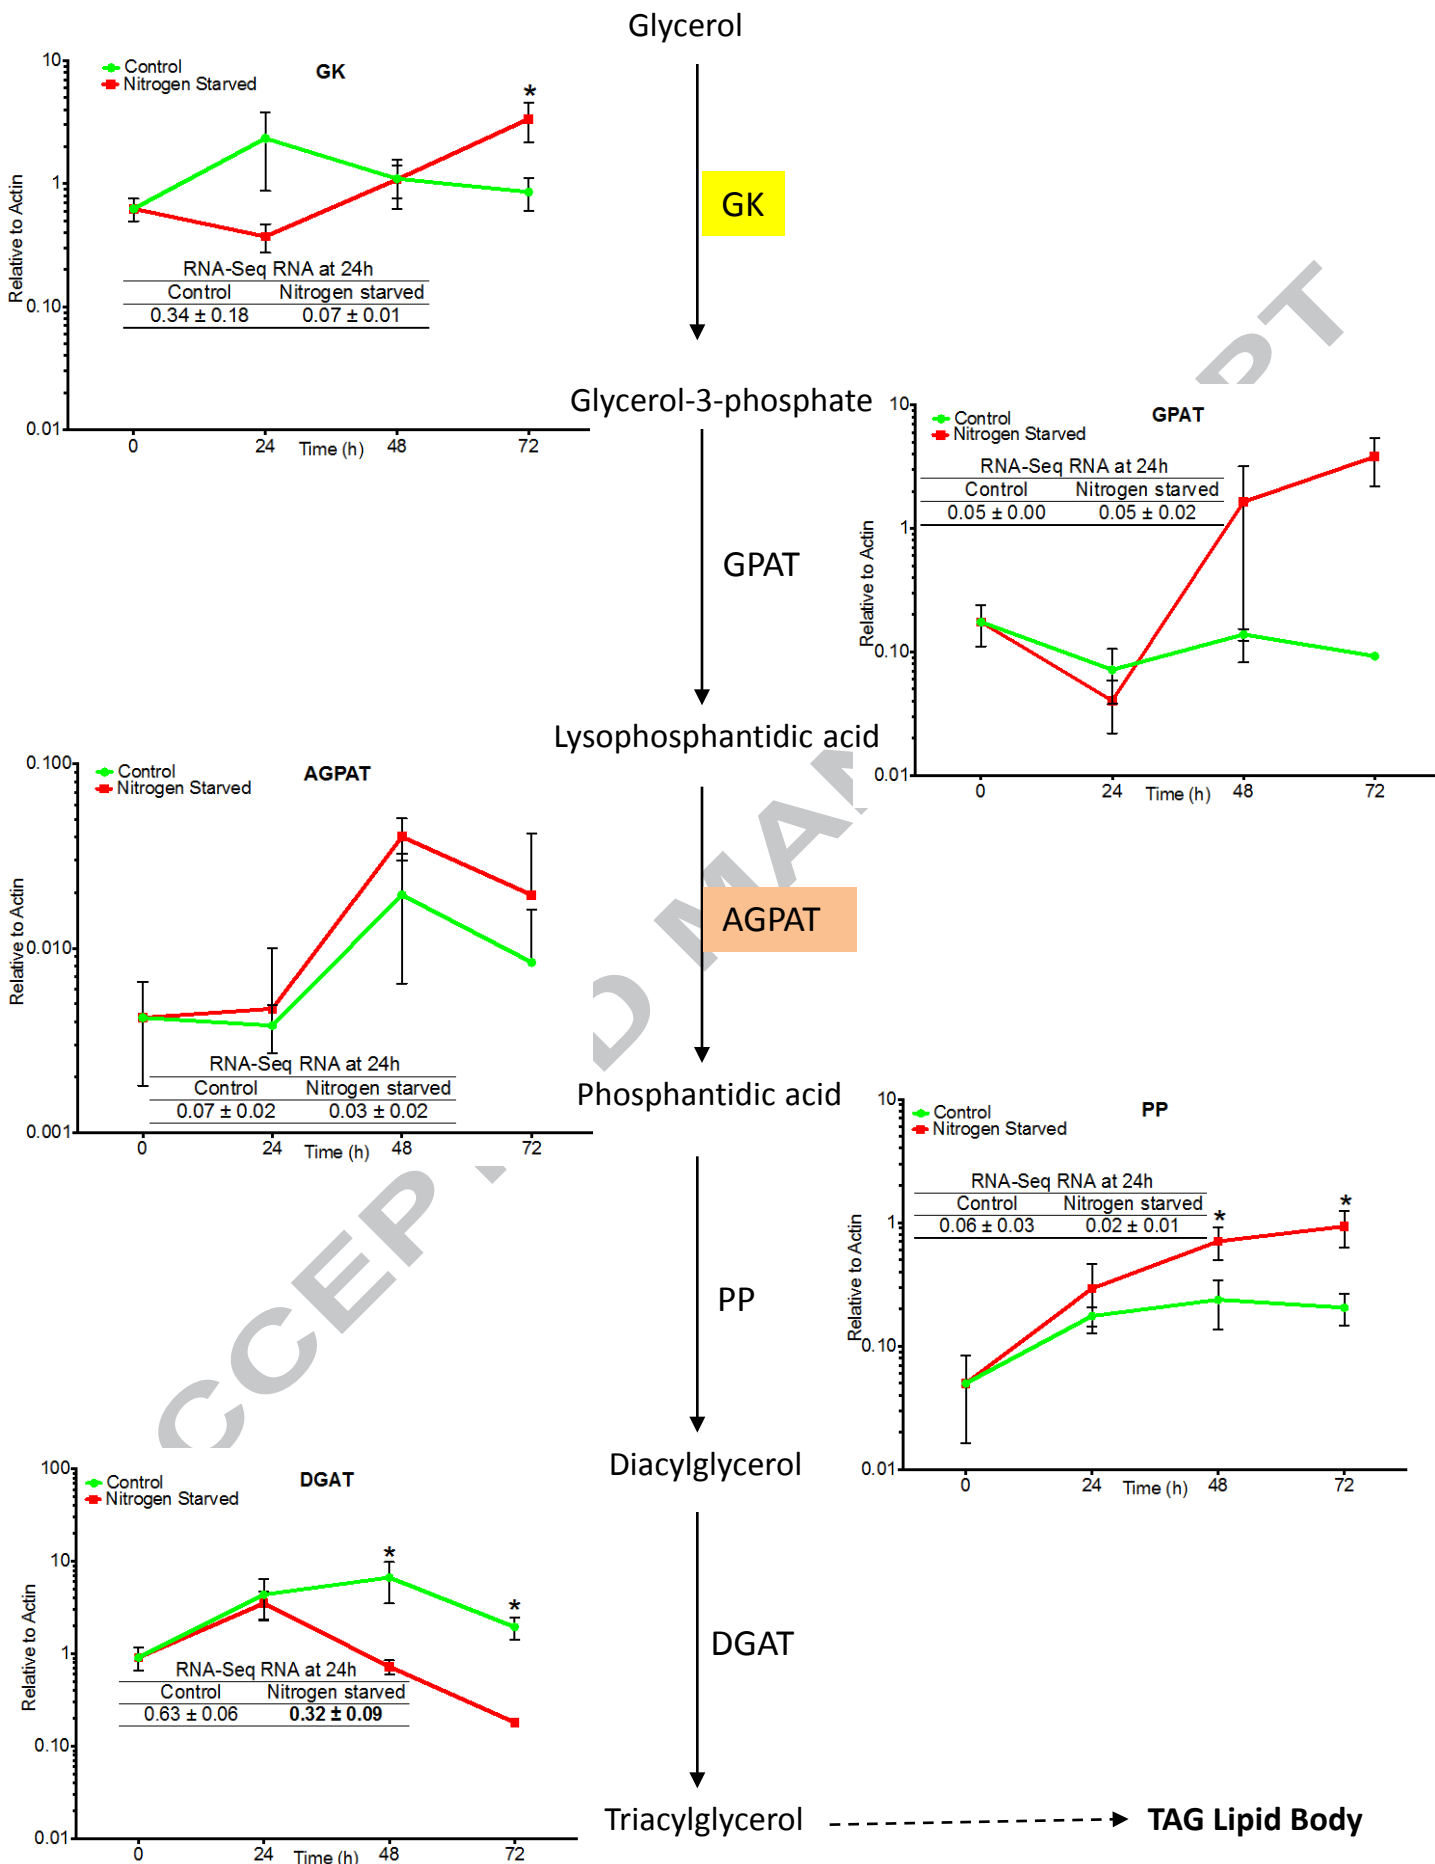 Glycerol
10
Control
Nitrogen Starved
GK
*
1
0.10
0.01
Relative to Actin
RNA-Seq RNA at 24h
Control Nitrogen starved
0.34 ± 0.18 0.07 ± 0.01
0 24 Time (h) 48 72
GK
Glycerol-3-phosphate
10
Control
Nitrogen Starved
GPAT
RNA-Seq RNA at 24h
Control Nitrogen starved
0.05 ± 0.00 0.05 ± 0.02
1
0.10
0.01
Relative to Actin
0 24 Time (h) 48 72
GPAT
Lysophosphantidic acid
0.100
Control
Nitrogen Starved
AGPAT
0.010
0.001
Relative to Actin
RNA-Seq RNA at 24h
Control Nitrogen starved
0.07 ± 0.02 0.03 ± 0.02
0 24 Time (h) 48 72
AGPAT
Phosphantidic acid
10
Control
Nitrogen Starved
PP
RNA-Seq RNA at 24h
Control Nitrogen starved
0.06 ± 0.03 0.02 ± 0.01
* *
1
0.10
0.01
Relative to Actin
0 24 Time (h) 48 72
PP
Diacylglycerol
100
Control
Nitrogen Starved
DGAT
* *
10
1
0.10
0.01
Relative to Actin
RNA-Seq RNA at 24h
Control Nitrogen starved
0.63 ± 0.06 0.32 ± 0.09
0 24 Time (h) 48 72
DGAT
Triacylglycerol TAG Lipid Body